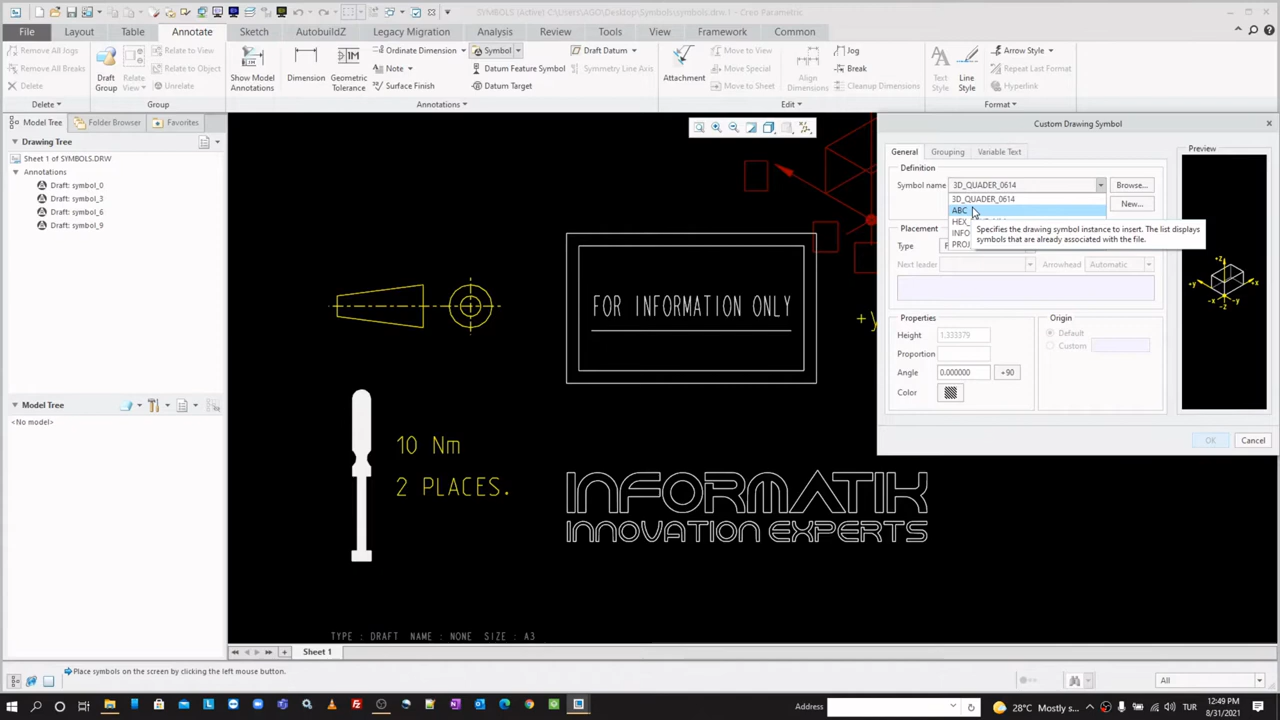 SYMBOLS (Active) C:\Users\AGO\Desktop\Symbols\symbols.drw.1 - Creo Parametric
File Layout Table Annotate Sketch AutobuildZ Legacy Migration Analysis Review Tools View Framework Common
Remove All Jogs
Remove All Breaks
Delete
Delete
Draft Group
Relate View
Relate to View
Relate to Object
Unrelate
Group
Show Model Annotations
Dimension
Geometric Tolerance
Ordinate Dimension
Note
Surface Finish
Symbol
Datum Feature Symbol
Datum Target
Draft Datum
Symmetry Line Axis
Annotations
Attachment
Move to View
Move Special
Move to Sheet
Align Dimensions
Jog
Break
Cleanup Dimensions
Edit
Text Style
Line Style
Arrow Style
Repeat Last Format
Hyperlink
Format
Model Tree Folder Browser Favorites
Drawing Tree
Sheet 1 of SYMBOLS.DRW
Annotations
Draft: symbol_0
Draft: symbol_3
Draft: symbol_6
Draft: symbol_9
Model Tree
<No model>
FOR INFORMATION ONLY
+y
10 Nm
2 PLACES.
INFORMATIK
INNOVATION EXPERTS
TYPE : DRAFT NAME : NONE SIZE : A3
Custom Drawing Symbol
General Grouping Variable Text
Definition
Symbol name 3D_QUADER_0614 Browse...
3D_QUADER_0614
ABC
New...
HEX_
INFO
PROJ
Specifies the drawing symbol instance to insert. The list displays
symbols that are already associated with the file.
Placement
Type
Next leader Arrowhead Automatic
Properties
Height 1.333379
Proportion
Angle 0.000000 +90
Color
Origin
Default
Custom
Preview
-z
-y +x
-x +y
-z
OK Cancel
Sheet 1
Place symbols on the screen by clicking the left mouse button.
All
Address
28°C Mostly s...
TUR
12:49 PM
8/31/2021